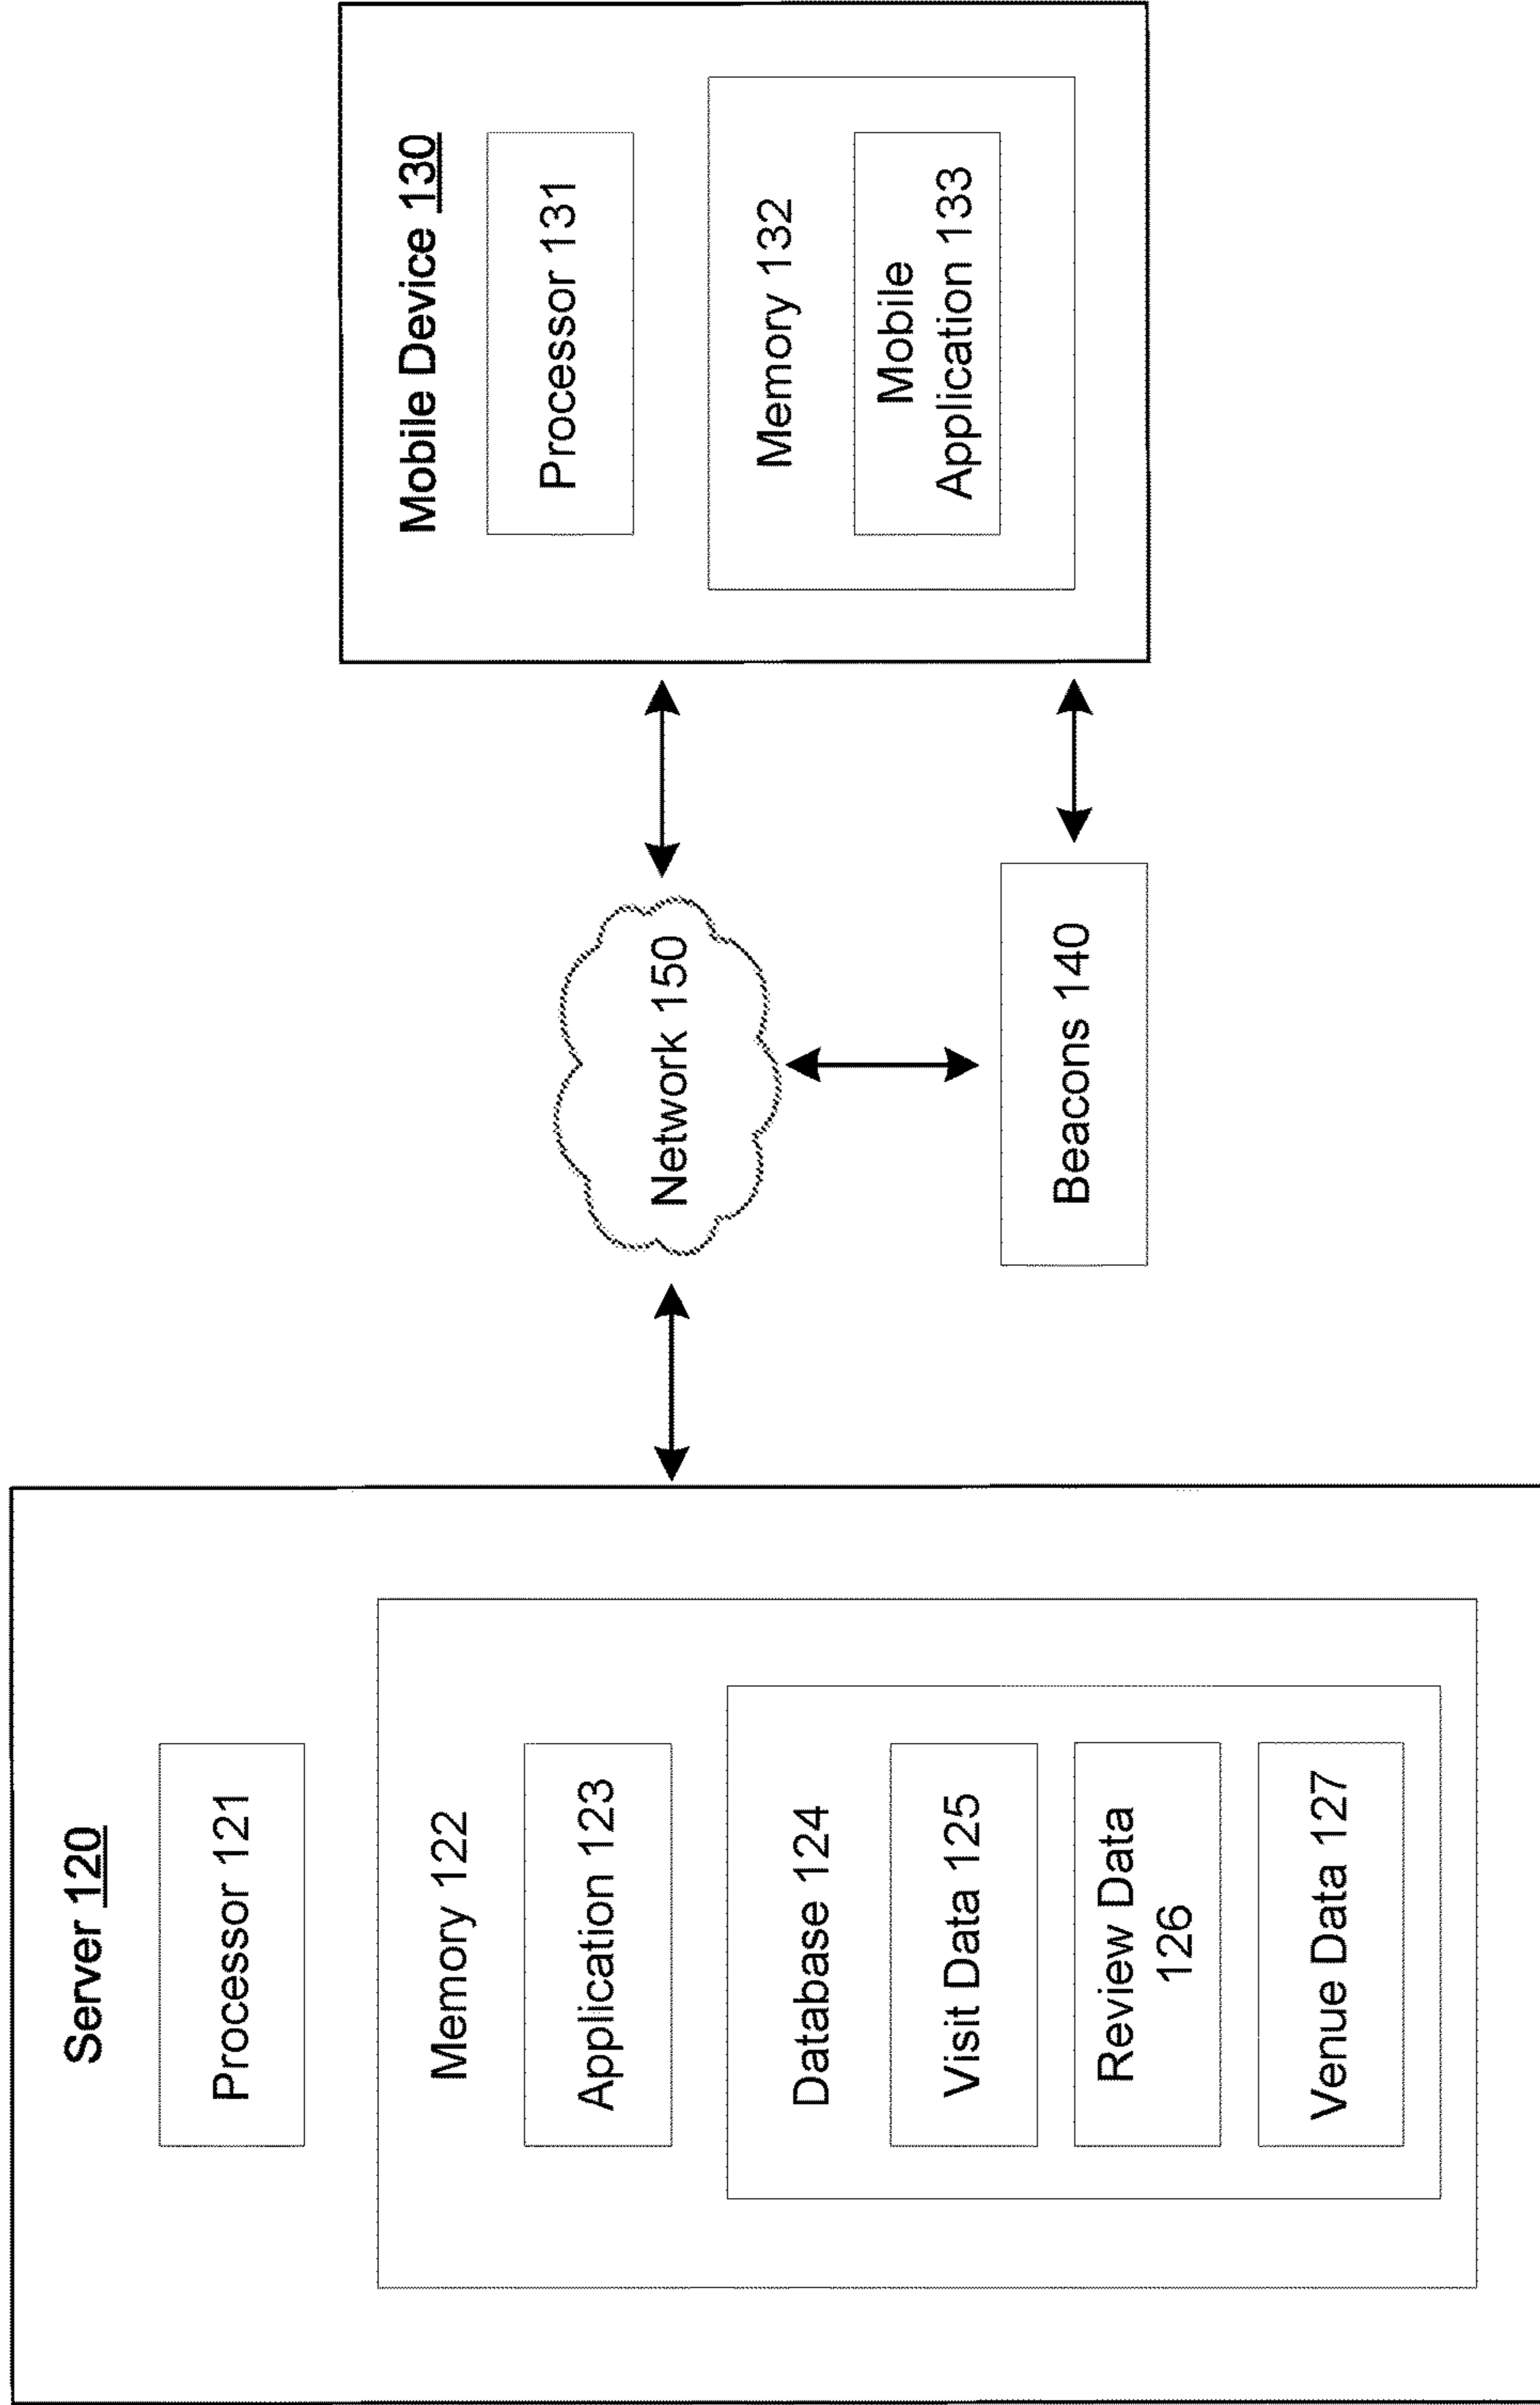 Server 120
Processor 121
Memory 122
Application 123
Database 124
Visit Data 125
Review Data
126
Venue Data 127
Network 150
Beacons 140
Mobile Device 130
Processor 131
Memory 132
Mobile
Application 133